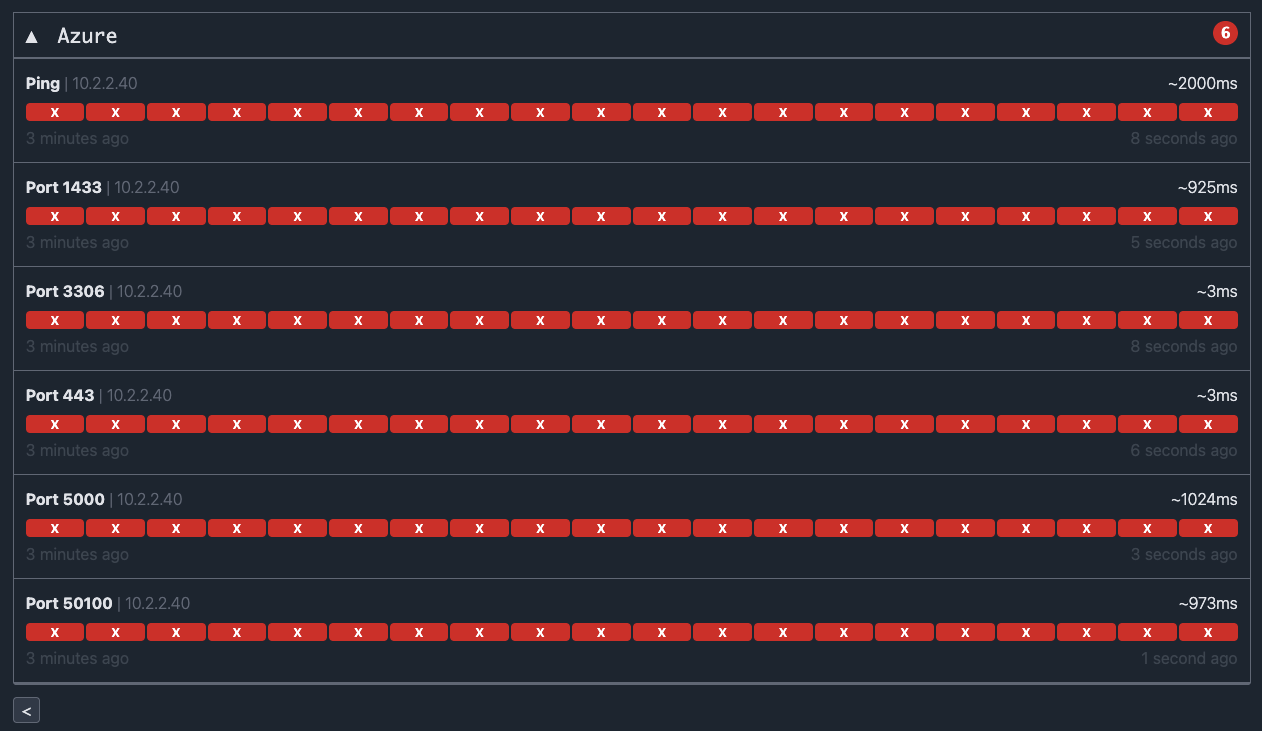 ▲ Azure 6
Ping | 10.2.2.40 ~2000ms
X X X X X X X X X X X X X X X X X X X X
3 minutes ago 8 seconds ago
Port 1433 | 10.2.2.40 ~925ms
X X X X X X X X X X X X X X X X X X X X
3 minutes ago 5 seconds ago
Port 3306 | 10.2.2.40 ~3ms
X X X X X X X X X X X X X X X X X X X X
3 minutes ago 8 seconds ago
Port 443 | 10.2.2.40 ~3ms
X X X X X X X X X X X X X X X X X X X X
3 minutes ago 6 seconds ago
Port 5000 | 10.2.2.40 ~1024ms
X X X X X X X X X X X X X X X X X X X X
3 minutes ago 3 seconds ago
Port 50100 | 10.2.2.40 ~973ms
X X X X X X X X X X X X X X X X X X X X
3 minutes ago 1 second ago
<